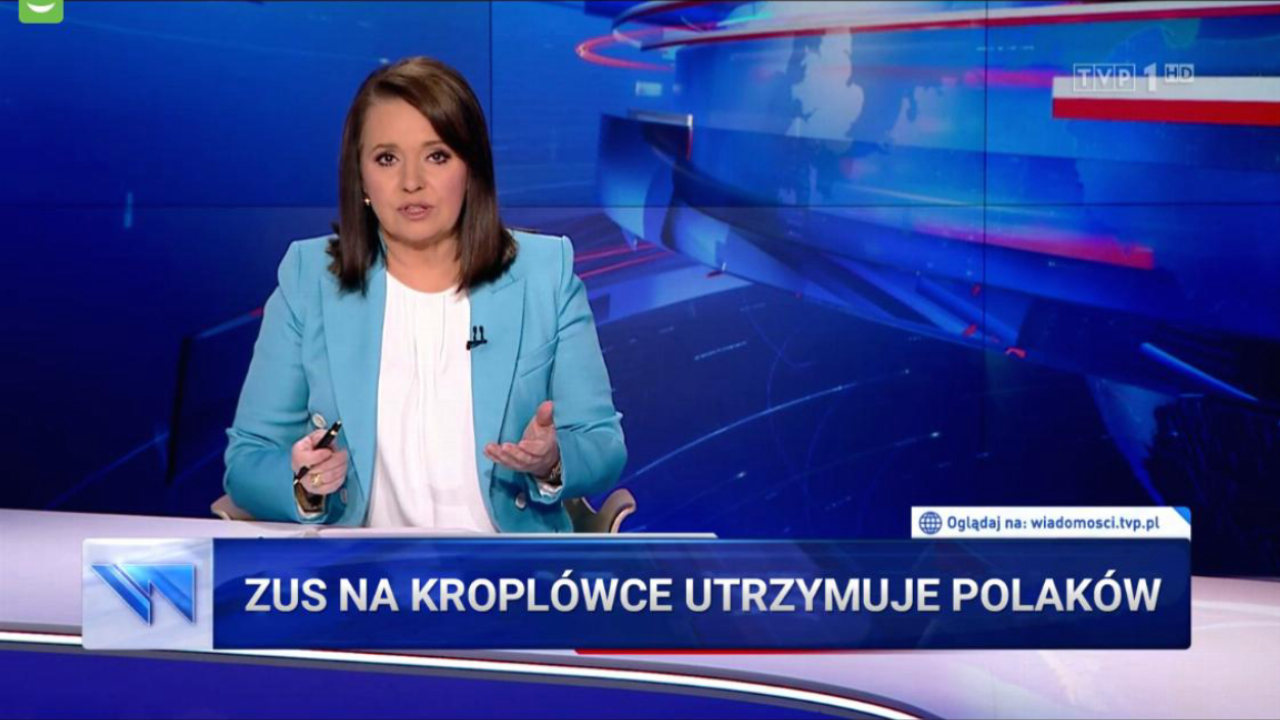 TVP 1 HD
Oglądaj na: wiadomosci.tvp.pl
ZUS NA KROPLÓWCE UTRZYMUJE POLAKÓW